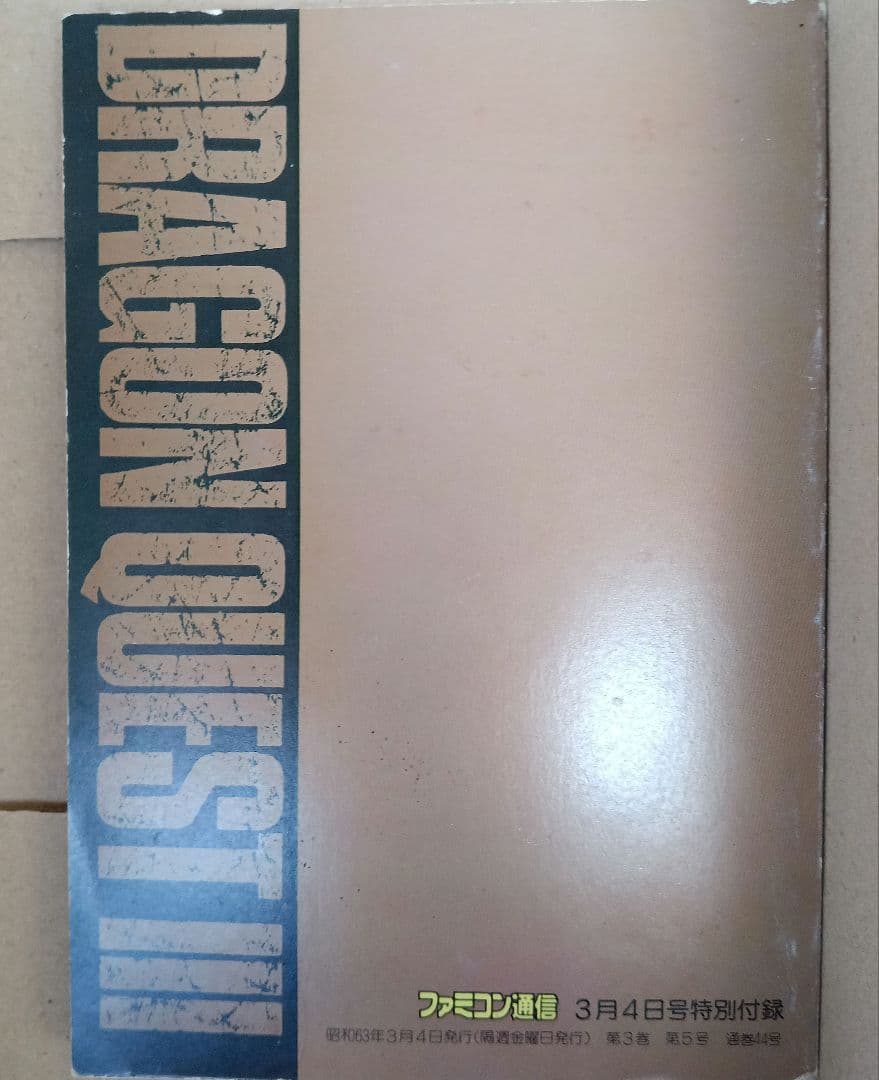 DRAGON QUEST III
ファミコン通信 3月4日号特別付録
昭和63年3月4日発行(隔週金曜日発行) 第3巻 第5号 通巻44号